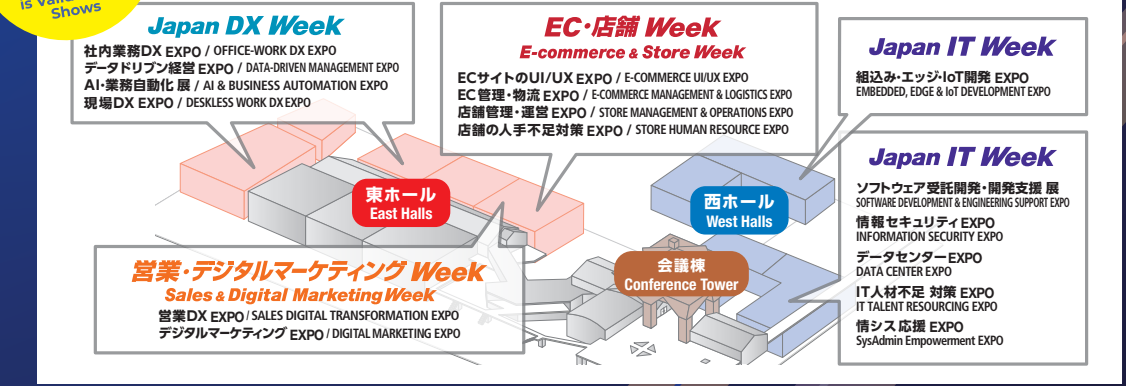 is Valid
Shows
Japan DX Week
社内業務DX EXPO / OFFICE-WORK DX EXPO
データドリブン経営 EXPO / DATA-DRIVEN MANAGEMENT EXPO
AI・業務自動化 展 / AI & BUSINESS AUTOMATION EXPO
現場DX EXPO / DESKLESS WORK DX EXPO
EC・店舗 Week
E-commerce & Store Week
ECサイトのUI/UX EXPO / E-COMMERCE UI/UX EXPO
EC管理・物流 EXPO / E-COMMERCE MANAGEMENT & LOGISTICS EXPO
店舗管理・運営 EXPO / STORE MANAGEMENT & OPERATIONS EXPO
店舗の人手不足対策 EXPO / STORE HUMAN RESOURCE EXPO
Japan IT Week
組込み・エッジ・IoT開発 EXPO
EMBEDDED, EDGE & IoT DEVELOPMENT EXPO
Japan IT Week
ソフトウェア受託開発・開発支援 展
SOFTWARE DEVELOPMENT & ENGINEERING SUPPORT EXPO
情報セキュリティ EXPO
INFORMATION SECURITY EXPO
データセンター EXPO
DATA CENTER EXPO
IT人材不足 対策 EXPO
IT TALENT RESOURCING EXPO
情シス応援 EXPO
SysAdmin Empowerment EXPO
東ホール
East Halls
西ホール
West Halls
会議棟
Conference Tower
営業・デジタルマーケティング Week
Sales & Digital Marketing Week
営業DX EXPO / SALES DIGITAL TRANSFORMATION EXPO
デジタルマーケティング EXPO / DIGITAL MARKETING EXPO